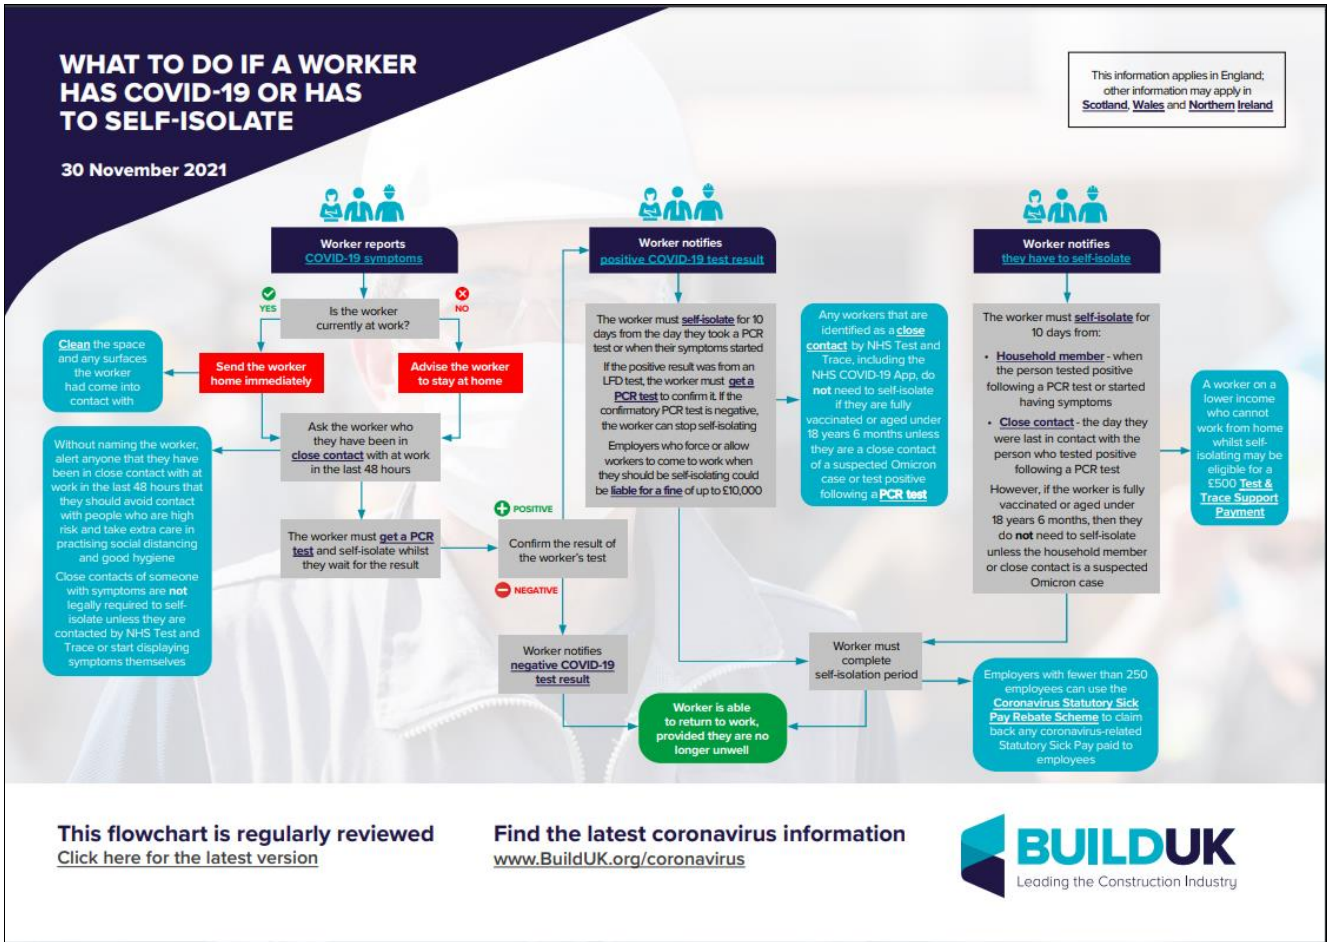 WHAT TO DO IF A WORKER
HAS COVID-19 OR HAS
TO SELF-ISOLATE
30 November 2021
This information applies in England;
other information may apply in
Scotland, Wales and Northern Ireland
Worker reports
COVID-19 symptoms
YES
NO
Is the worker
currently at work?
Clean the space
and any surfaces
the worker
had come into
contact with
Send the worker
home immediately
Advise the worker
to stay at home
Ask the worker who
they have been in
close contact with at work
in the last 48 hours
Without naming the worker,
alert anyone that they have
been in close contact with at
work in the last 48 hours that
they should avoid contact
with people who are high
risk and take extra care in
practising social distancing
and good hygiene
Close contacts of someone
with symptoms are not
legally required to self-
isolate unless they are
contacted by NHS Test and
Trace or start displaying
symptoms themselves
The worker must get a PCR
test and self-isolate whilst
they wait for the result
POSITIVE
Confirm the result of
the worker's test
NEGATIVE
Worker notifies
negative COVID-19
test result
Worker notifies
positive COVID-19 test result
The worker must self-isolate for 10
days from the day they took a PCR
test or when their symptoms started
If the positive result was from an
LFD test, the worker must get a
PCR test to confirm it. If the
confirmatory PCR test is negative,
the worker can stop self-isolating
Employers who force or allow
workers to come to work when
they should be self-isolating could
be liable for a fine of up to £10,000
Any workers that are
identified as a close
contact by NHS Test and
Trace, including the
NHS COVID-19 App, do
not need to self-isolate
if they are fully
vaccinated or aged under
18 years 6 months unless
they are a close contact
of a suspected Omicron
case or test positive
following a PCR test
Worker notifies
they have to self-isolate
The worker must self-isolate for
10 days from:
• Household member - when
the person tested positive
following a PCR test or started
having symptoms
• Close contact - the day they
were last in contact with the
person who tested positive
following a PCR test
However, if the worker is fully
vaccinated or aged under
18 years 6 months, then they
do not need to self-isolate
unless the household member
or close contact is a suspected
Omicron case
A worker on a
lower income
who cannot
work from home
whilst self-
isolating may be
eligible for a
£500 Test &
Trace Support
Payment
Worker must
complete
self-isolation period
Worker is able
to return to work,
provided they are no
longer unwell
Employers with fewer than 250
employees can use the
Coronavirus Statutory Sick
Pay Rebate Scheme to claim
back any coronavirus-related
Statutory Sick Pay paid to
employees
This flowchart is regularly reviewed
Click here for the latest version
Find the latest coronavirus information
www.BuildUK.org/coronavirus
BUILDUK
Leading the Construction Industry